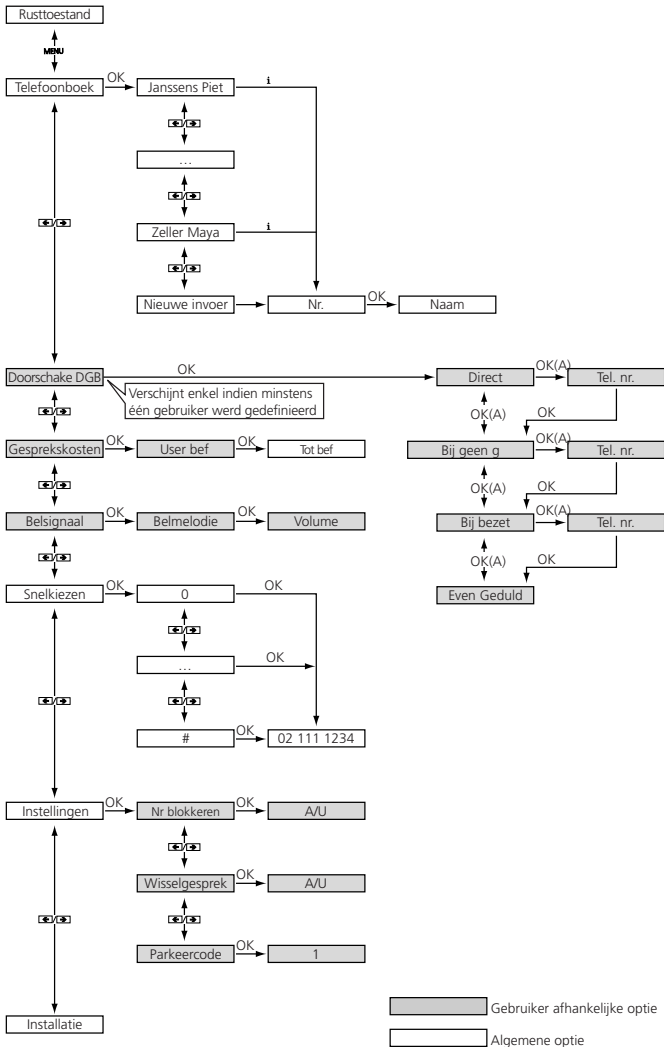 Rusttoestand
MENU
Telefoonboek OK Janssens Piet i
...
Zeller Maya i
Nieuwe invoer Nr. OK Naam
Doorschake DGB OK Direct OK(A) Tel. nr.
Verschijnt enkel indien minstens
één gebruiker werd gedefinieerd
OK(A) OK
Gesprekskosten OK User bef OK Tot bef Bij geen g OK(A) Tel. nr.
OK(A) OK
Belsignaal OK Belmelodie OK Volume Bij bezet OK(A) Tel. nr.
OK(A) OK
Snelkiezen OK 0 OK Even Geduld
... OK
# OK 02 111 1234
Instellingen OK Nr blokkeren OK A/U
Wisselgesprek OK A/U
Parkeercode OK 1
Installatie
Gebruiker afhankelijke optie
Algemene optie